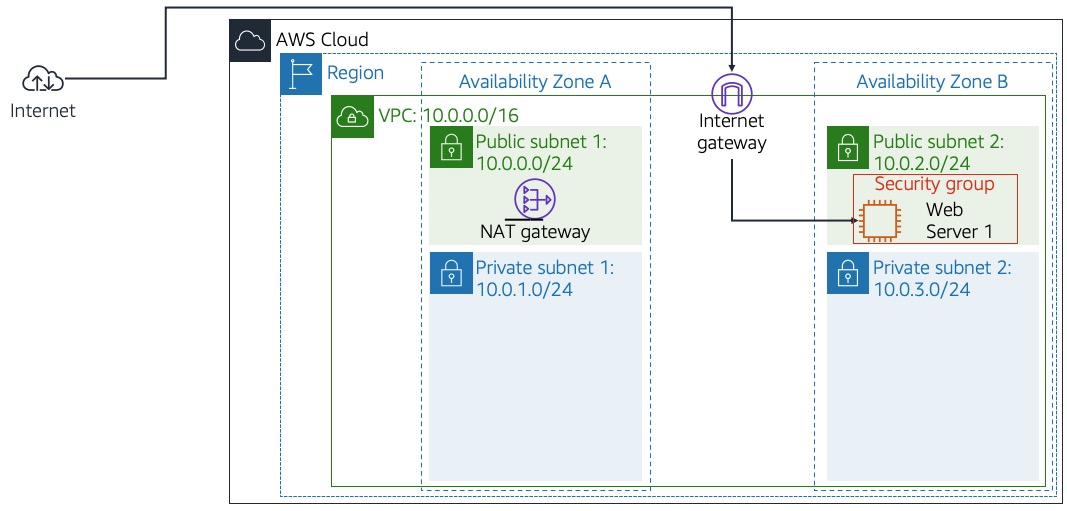 AWS Cloud
Internet
Region
Availability Zone A
Availability Zone B
VPC: 10.0.0.0/16
Internet
gateway
Public subnet 1:
10.0.0.0/24
NAT gateway
Public subnet 2:
10.0.2.0/24
Security group
Web
Server 1
Private subnet 1:
10.0.1.0/24
Private subnet 2:
10.0.3.0/24